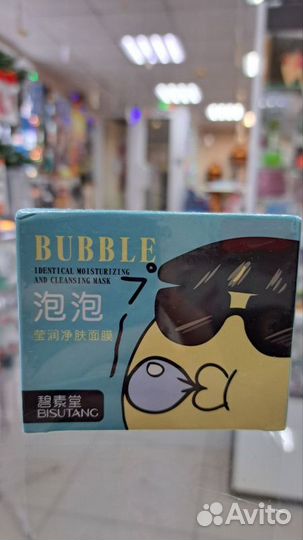 BUBBLE
IDENTICAL MOISTURIZING
AND CLEANSING MASK
泡泡
莹润净肤面膜
碧素堂
BISUTANG
Avito